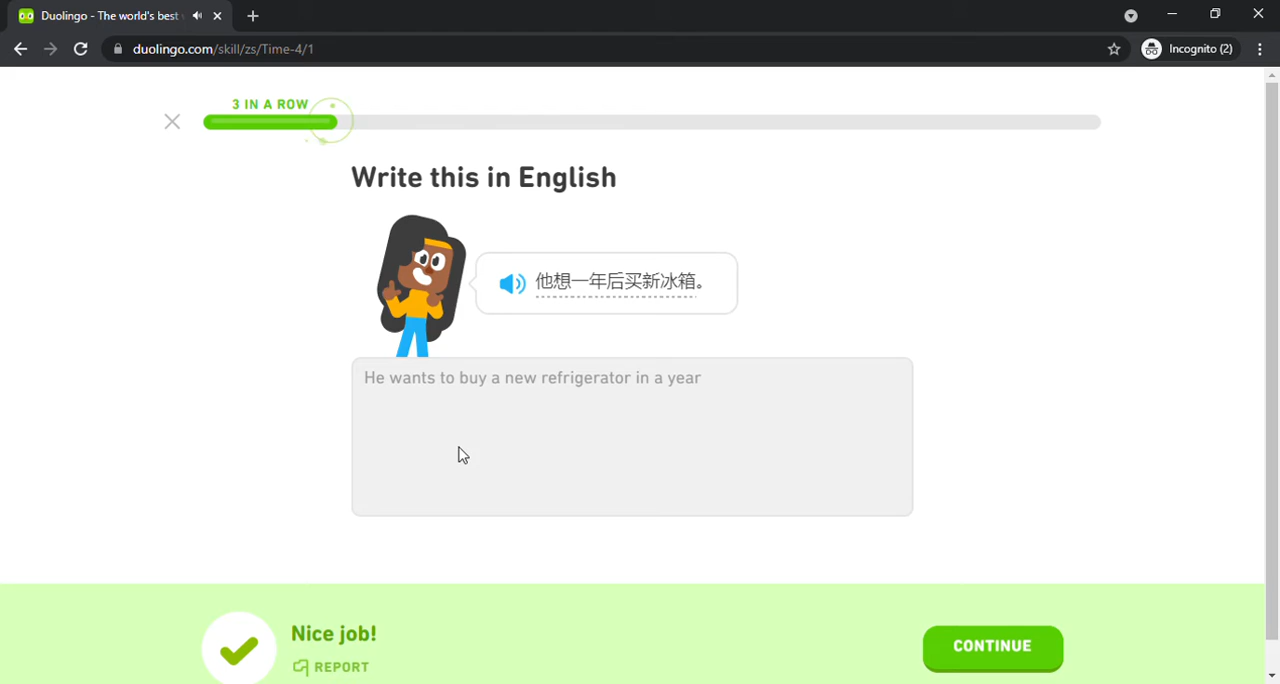 Duolingo - The world's best
duolingo.com/skill/zs/Time-4/1
Incognito (2)
3 IN A ROW
Write this in English
他想一年后买新冰箱。
He wants to buy a new refrigerator in a year
Nice job!
REPORT
CONTINUE